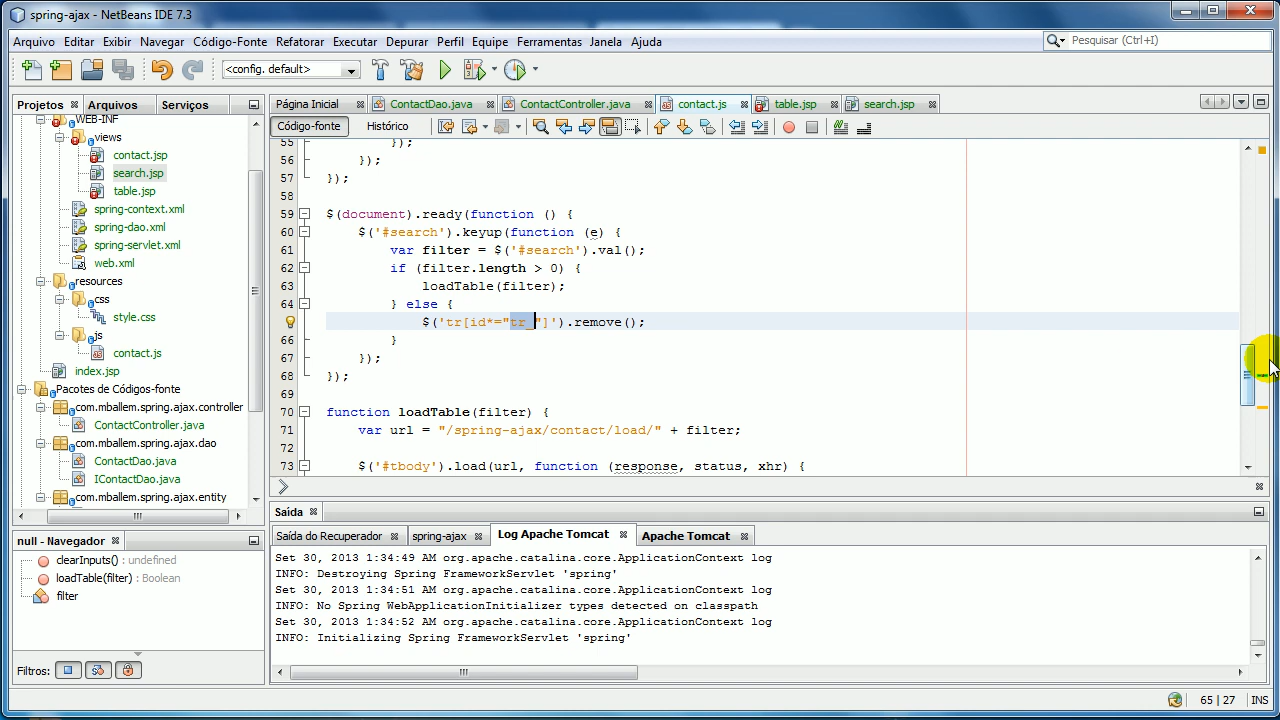 spring-ajax - NetBeans IDE 7.3
Arquivo Editar Exibir Navegar Código-Fonte Refatorar Executar Depurar Perfil Equipe Ferramentas Janela Ajuda
Pesquisar (Ctrl+I)
<config. default>
Projetos Arquivos Serviços
Página Inicial ContactDao.java ContactController.java contact.js table.jsp search.jsp
Código-fonte Histórico
WEB-INF
views
contact.jsp
search.jsp
table.jsp
spring-context.xml
spring-dao.xml
spring-servlet.xml
web.xml
resources
css
style.css
js
contact.js
index.jsp
Pacotes de Códigos-fonte
com.mballem.spring.ajax.controller
ContactController.java
com.mballem.spring.ajax.dao
ContactDao.java
IContactDao.java
com.mballem.spring.ajax.entity
55 });
56 });
57 });
58
59 $(document).ready(function () {
60 $('#search').keyup(function (e) {
61 var filter = $('#search').val();
62 if (filter.length > 0) {
63 loadTable(filter);
64 } else {
$('tr[id*="tr_"]').remove();
66 }
67 });
68 });
69
70 function loadTable(filter) {
71 var url = "/spring-ajax/contact/load/" + filter;
72
73 $('#tbody').load(url, function (response, status, xhr) {
null - Navegador
clearInputs() : undefined
loadTable(filter) : Boolean
filter
Filtros:
Saída
Saída do Recuperador spring-ajax Log Apache Tomcat Apache Tomcat
Set 30, 2013 1:34:49 AM org.apache.catalina.core.ApplicationContext log
INFO: Destroying Spring FrameworkServlet 'spring'
Set 30, 2013 1:34:51 AM org.apache.catalina.core.ApplicationContext log
INFO: No Spring WebApplicationInitializer types detected on classpath
Set 30, 2013 1:34:52 AM org.apache.catalina.core.ApplicationContext log
INFO: Initializing Spring FrameworkServlet 'spring'
65 | 27 INS